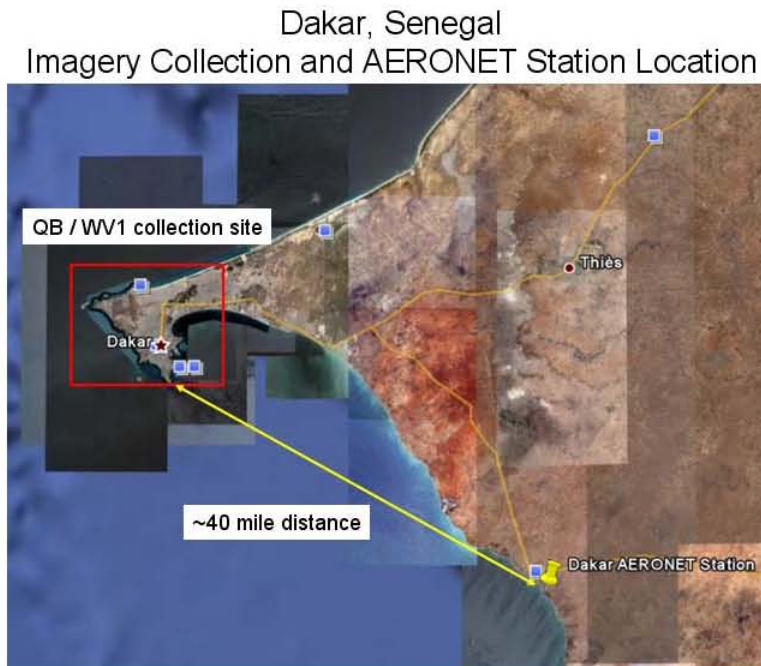 Dakar, Senegal
Imagery Collection and AERONET Station Location
QB / WV1 collection site
Thiès
Dakar
~40 mile distance
Dakar AERONET Station